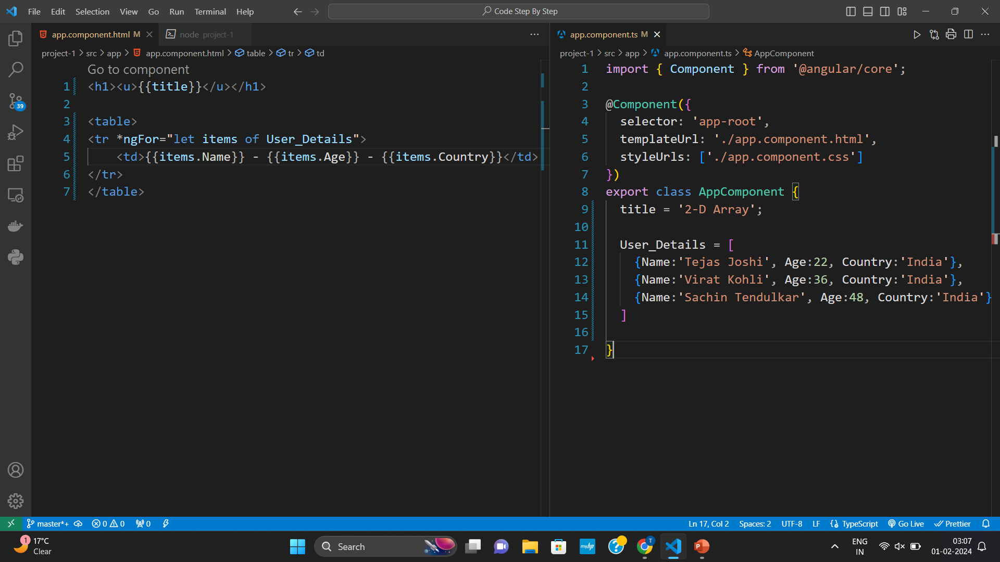 File Edit Selection View Go Run Terminal Help
Code Step By Step
app.component.html M
node project-1
project-1 > src > app > app.component.html > table > tr > td
Go to component
1 <h1><u>{{title}}</u></h1>
2
3 <table>
4 <tr *ngFor="let items of User_Details">
5     <td>{{items.Name}} - {{items.Age}} - {{items.Country}}</td>
6 </tr>
7 </table>
app.component.ts M
project-1 > src > app > app.component.ts > AppComponent
1 import { Component } from '@angular/core';
2
3 @Component({
4   selector: 'app-root',
5   templateUrl: './app.component.html',
6   styleUrls: ['./app.component.css']
7 })
8 export class AppComponent {
9   title = '2-D Array';
10
11   User_Details = [
12     {Name:'Tejas Joshi', Age:22, Country:'India'},
13     {Name:'Virat Kohli', Age:36, Country:'India'},
14     {Name:'Sachin Tendulkar', Age:48, Country:'India'}
15   ]
16
17 }
39
master*+ 0 0 0
Ln 17, Col 2 Spaces: 2 UTF-8 LF TypeScript Go Live Prettier
1
17°C
Clear
Search
myhp
T
P
ENG
IN
03:07
01-02-2024